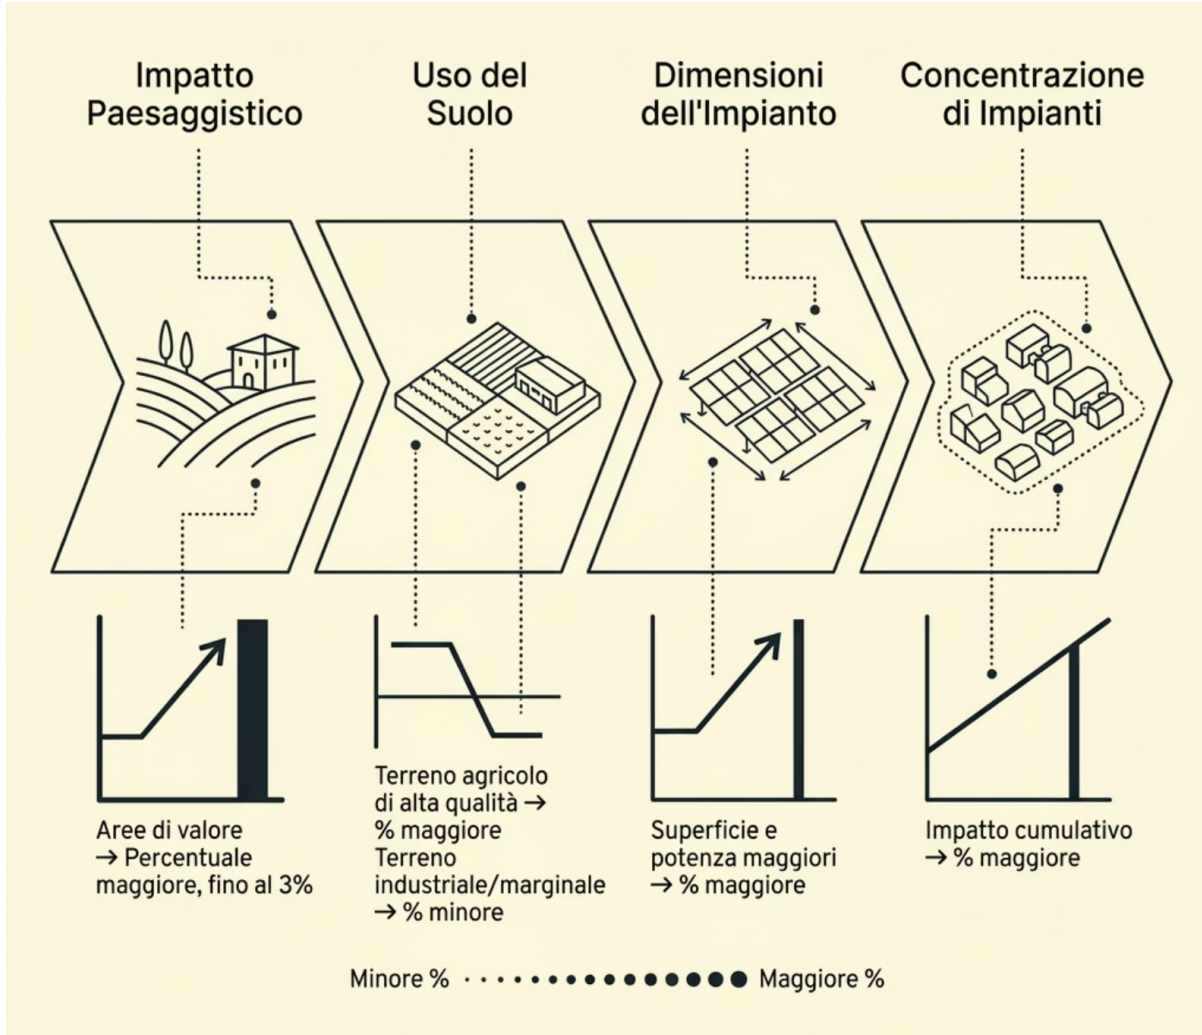 Impatto
Paesaggistico
Uso del
Suolo
Dimensioni
dell'Impianto
Concentrazione
di Impianti
Aree di valore
→ Percentuale
maggiore, fino al 3%
Terreno agricolo
di alta qualità →
% maggiore
Terreno
industriale/marginale
→ % minore
Superficie e
potenza maggiori
→ % maggiore
Impatto cumulativo
→ % maggiore
Minore % Maggiore %